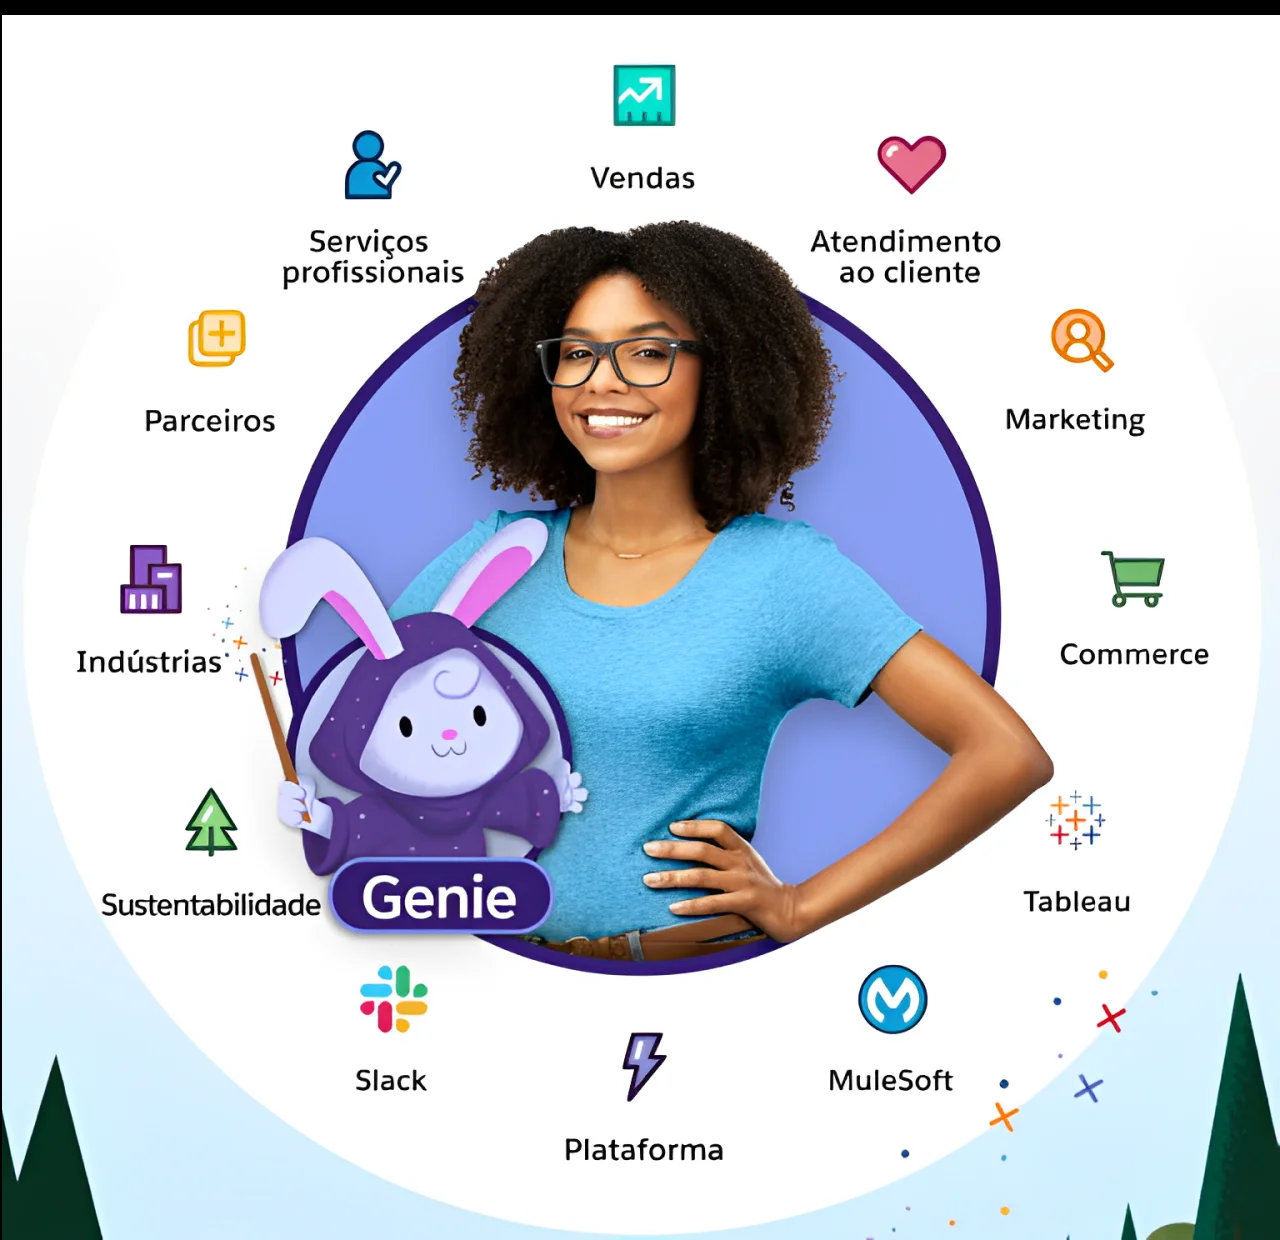 Vendas
Serviços
profissionais
Atendimento
ao cliente
Parceiros
Marketing
Indústrias
Commerce
Sustentabilidade
Genie
Tableau
Slack
MuleSoft
Plataforma